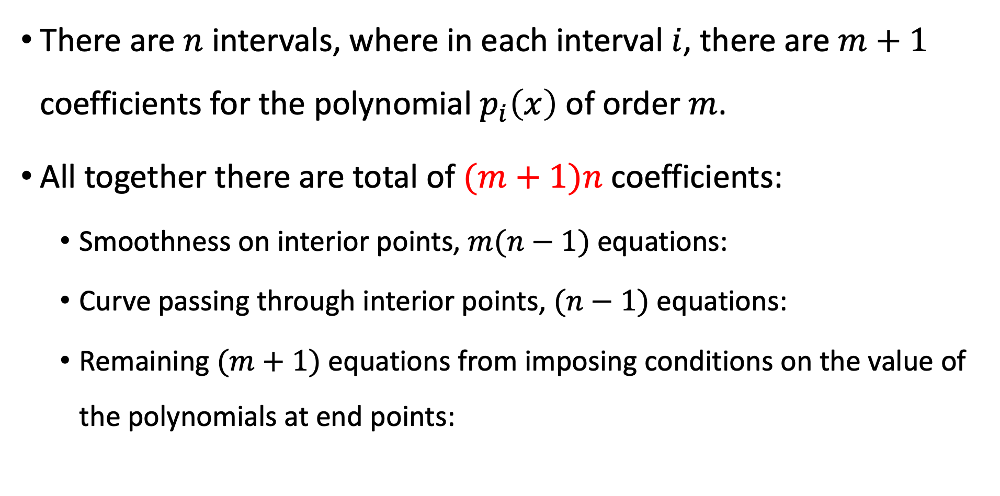 • There are 𝑛 intervals, where in each interval 𝑖, there are 𝑚 + 1
coefficients for the polynomial 𝑝ᵢ(𝑥) of order 𝑚.
• All together there are total of (𝑚 + 1)𝑛 coefficients:
• Smoothness on interior points, 𝑚(𝑛 − 1) equations:
• Curve passing through interior points, (𝑛 − 1) equations:
• Remaining (𝑚 + 1) equations from imposing conditions on the value of
the polynomials at end points: